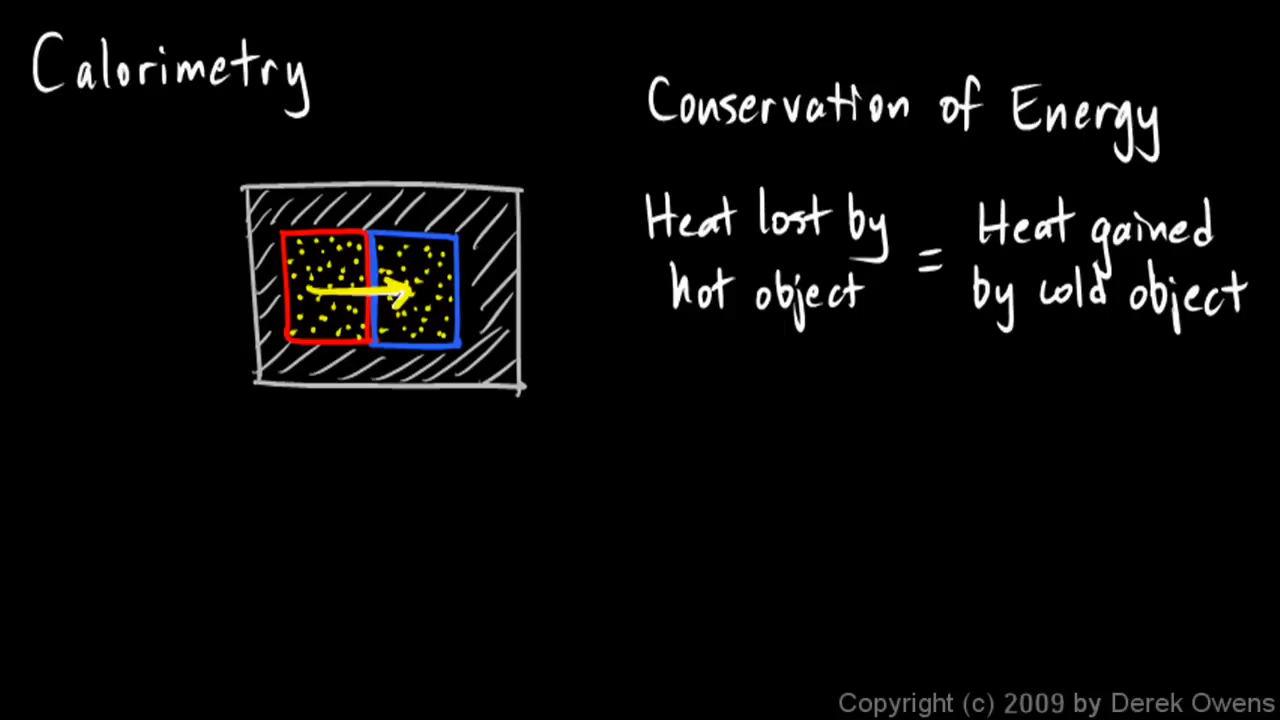 Calorimetry
Conservation of Energy
Heat lost by hot object = Heat gained by cold object
Copyright (c) 2009 by Derek Owens